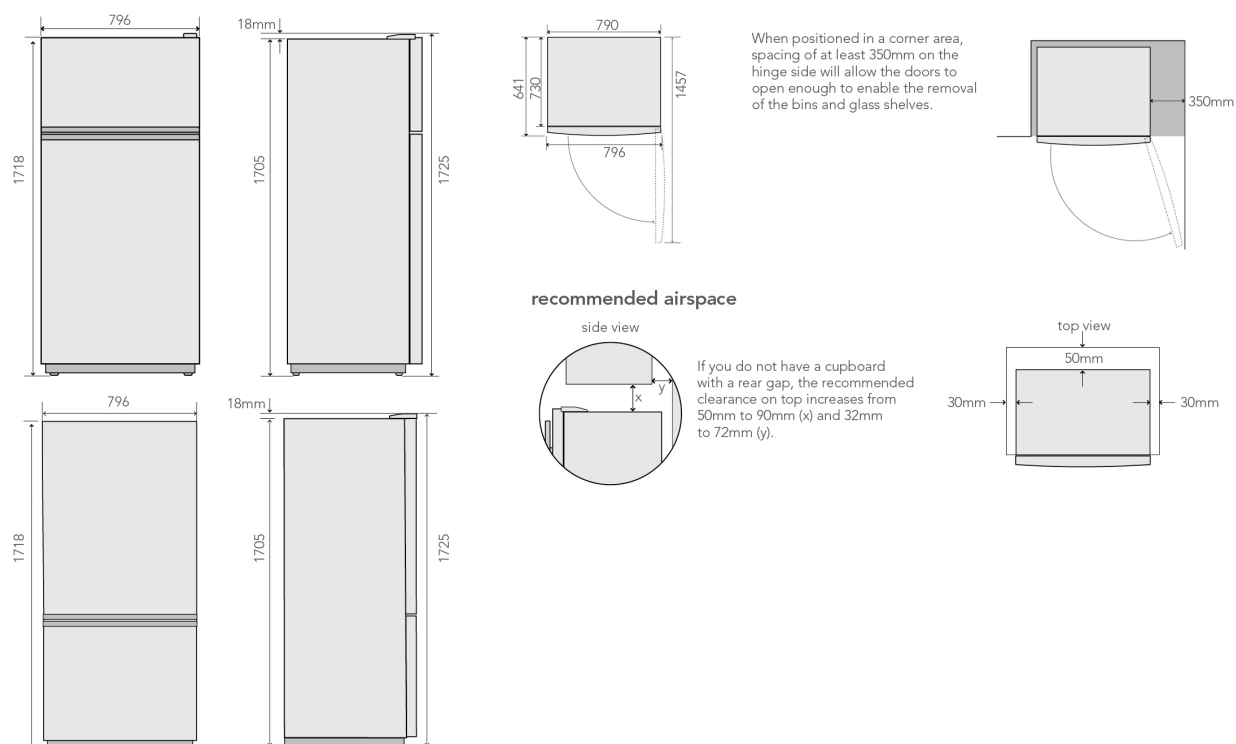 796
18mm
1718
1705
1725
790
641
730
1457
796
When positioned in a corner area,
spacing of at least 350mm on the
hinge side will allow the doors to
open enough to enable the removal
of the bins and glass shelves.
350mm
recommended airspace
side view
x
y
If you do not have a cupboard
with a rear gap, the recommended
clearance on top increases from
50mm to 90mm (x) and 32mm
to 72mm (y).
top view
50mm
30mm
30mm
796
18mm
1718
1705
1725